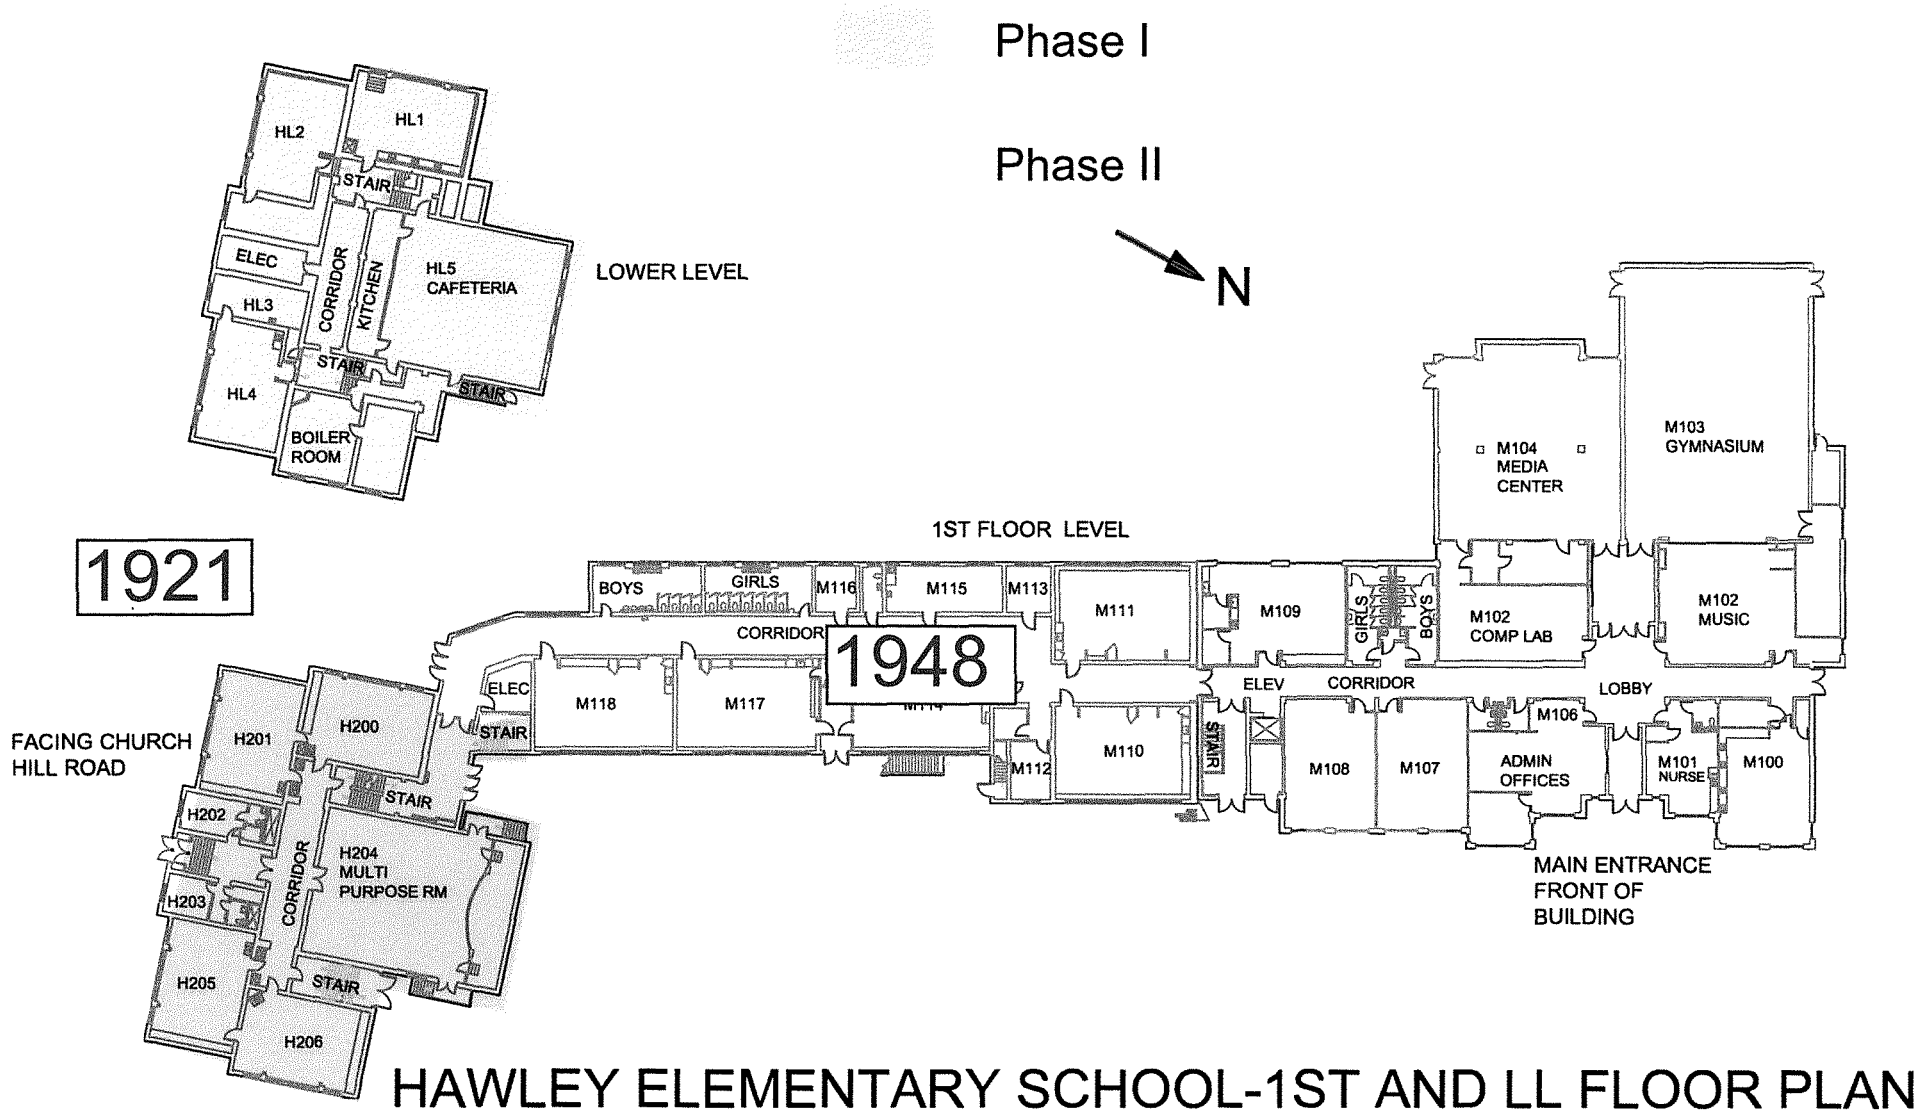 Phase I
Phase II
N
HL2
HL1
STAIR
ELEC
CORRIDOR
KITCHEN
HL5
CAFETERIA
HL3
STAIR
HL4
STAIR
BOILER
ROOM
LOWER LEVEL
1921
1ST FLOOR LEVEL
M104
MEDIA
CENTER
M103
GYMNASIUM
BOYS
GIRLS
M116
M115
M113
M111
M109
GIRLS
BOYS
M102
COMP LAB
M102
MUSIC
CORRIDOR
1948
ELEC
M118
M117
M114
STAIR
ELEV
CORRIDOR
LOBBY
M106
M112
M110
STAIR
M108
M107
ADMIN
OFFICES
M101
NURSE
M100
MAIN ENTRANCE
FRONT OF
BUILDING
FACING CHURCH
HILL ROAD
H201
H200
STAIR
H202
H204
MULTI
PURPOSE RM
CORRIDOR
H203
H205
STAIR
H206
HAWLEY ELEMENTARY SCHOOL-1ST AND LL FLOOR PLAN